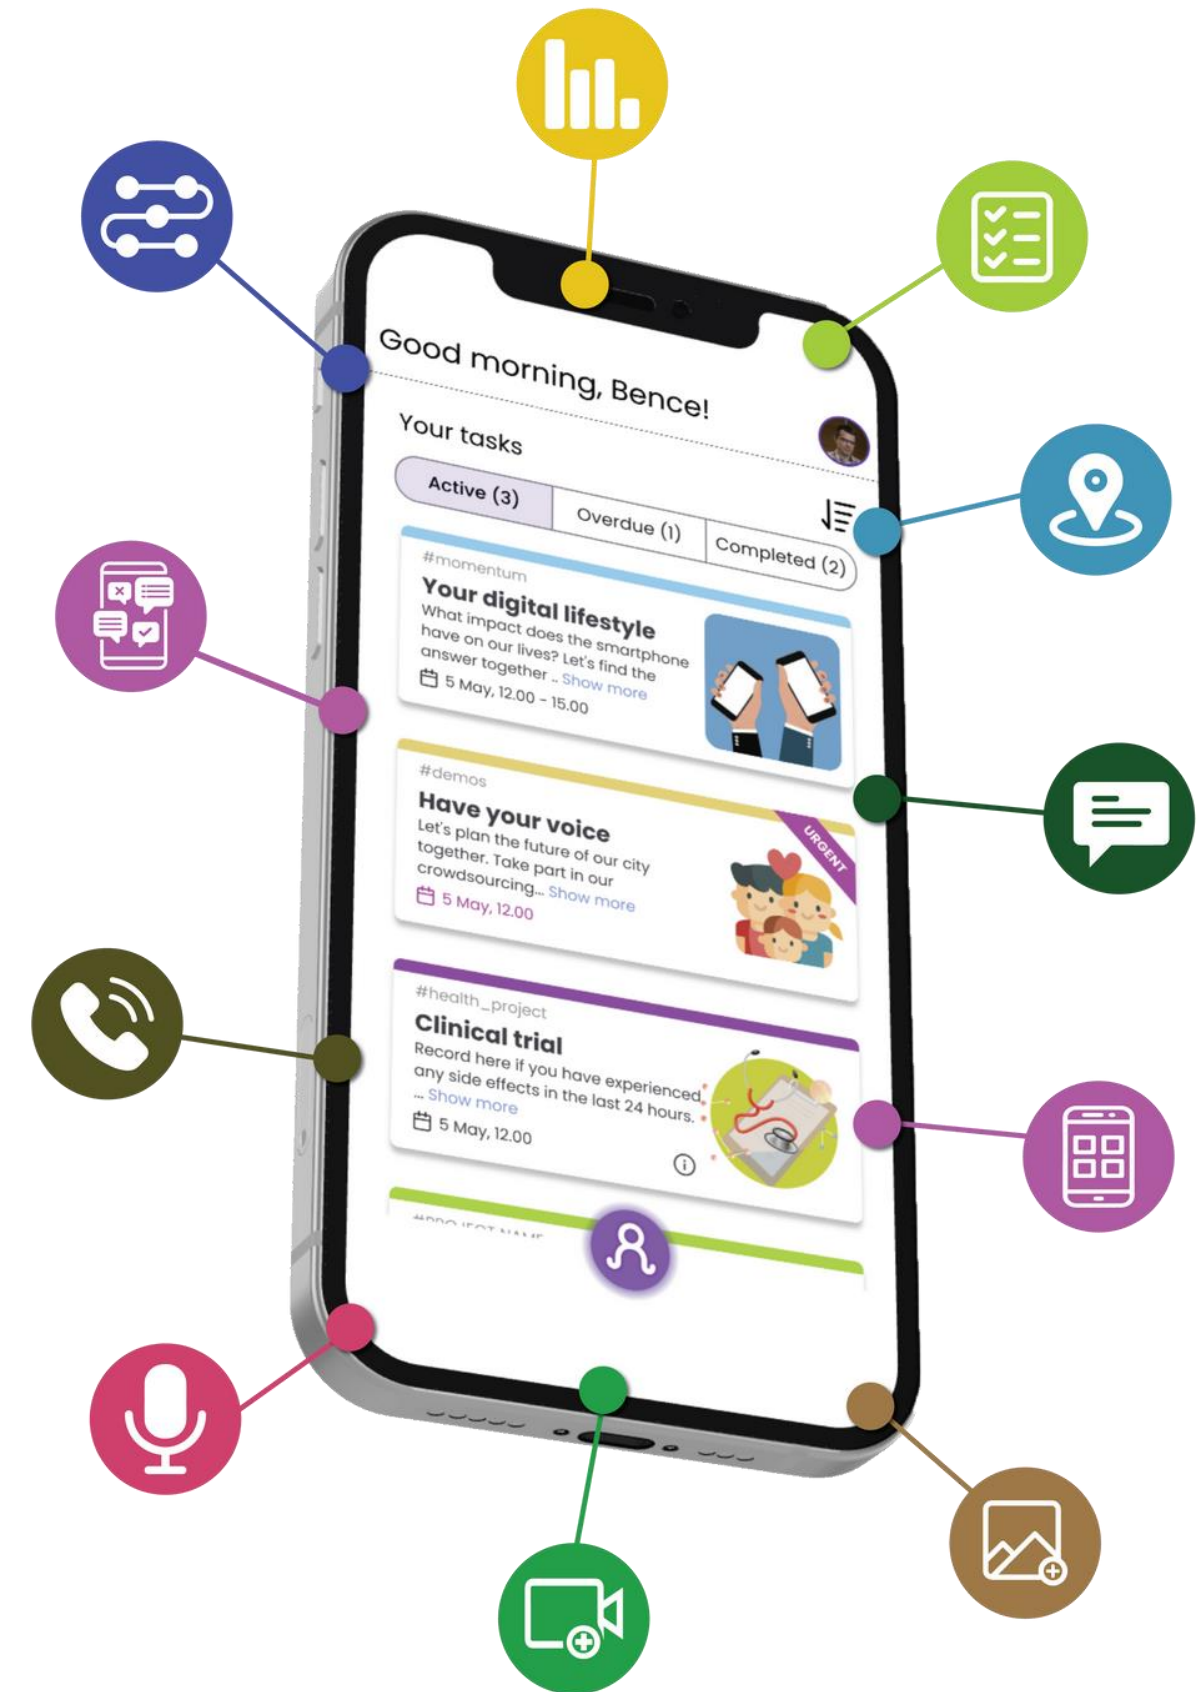 Good morning, Bence!
Your tasks
Active (3)
Overdue (1)
Completed (2)
#momentum
Your digital lifestyle
What impact does the smartphone
have on our lives? Let's find the
answer together .. Show more
5 May, 12.00 - 15.00
#demos
Have your voice
URGENT
Let's plan the future of our city
together. Take part in our
crowdsourcing... Show more
5 May, 12.00
#health_project
Clinical trial
Record here if you have experienced
any side effects in the last 24 hours.
... Show more
5 May, 12.00
#PROJECT NAME